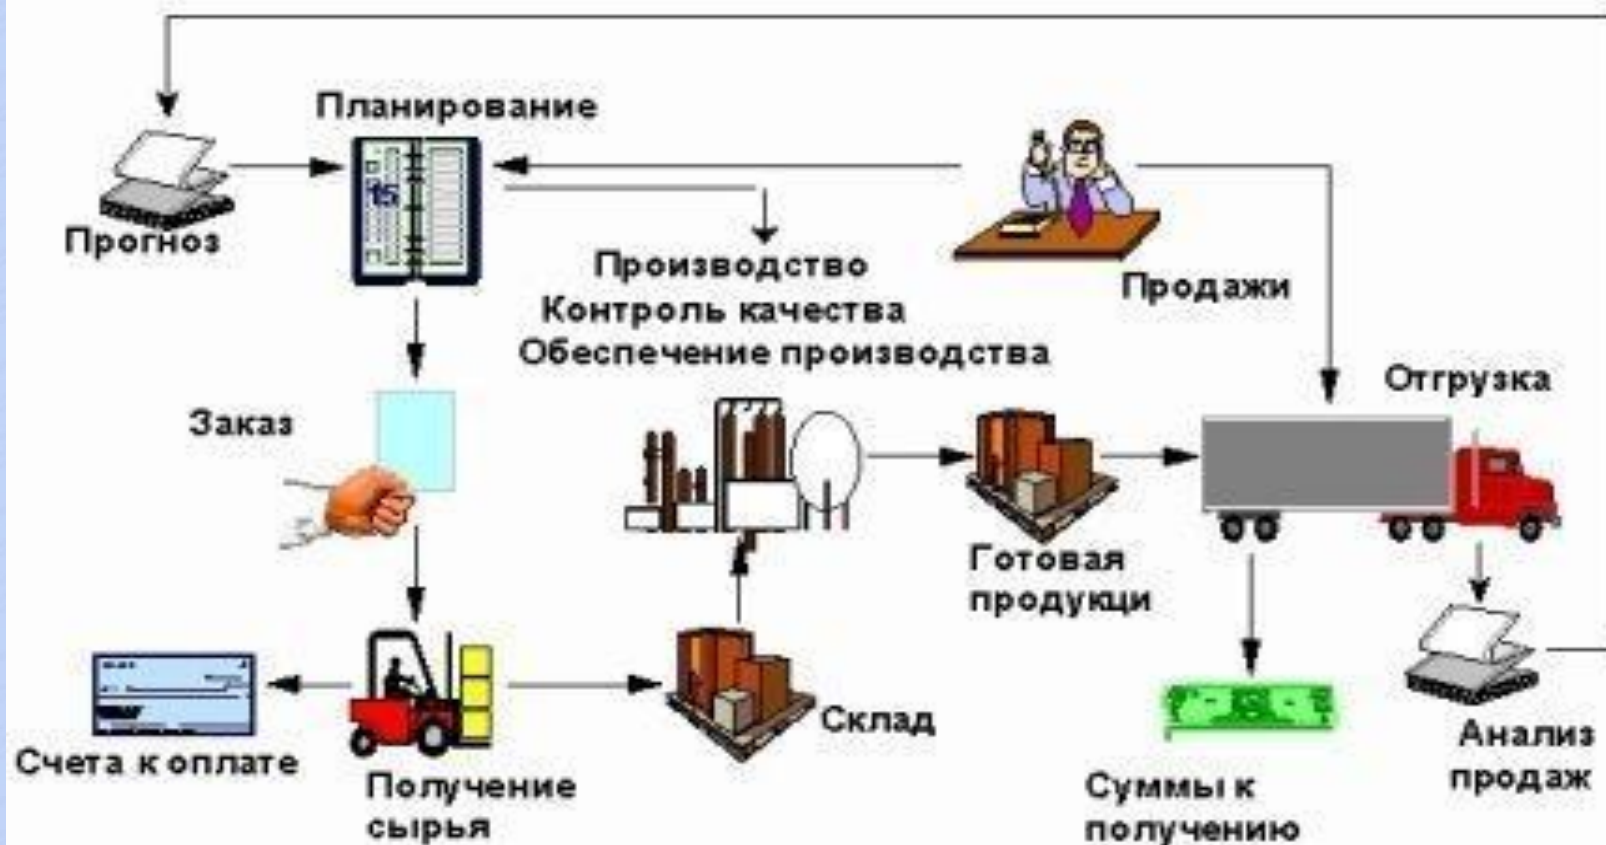 Планирование
Прогноз
15
Производство
Контроль качества
Обеспечение производства
Продажи
Отгрузка
Заказ
Готовая
продукци
Склад
Счета к оплате
Получение
сырья
Суммы к
получению
Анализ
продаж